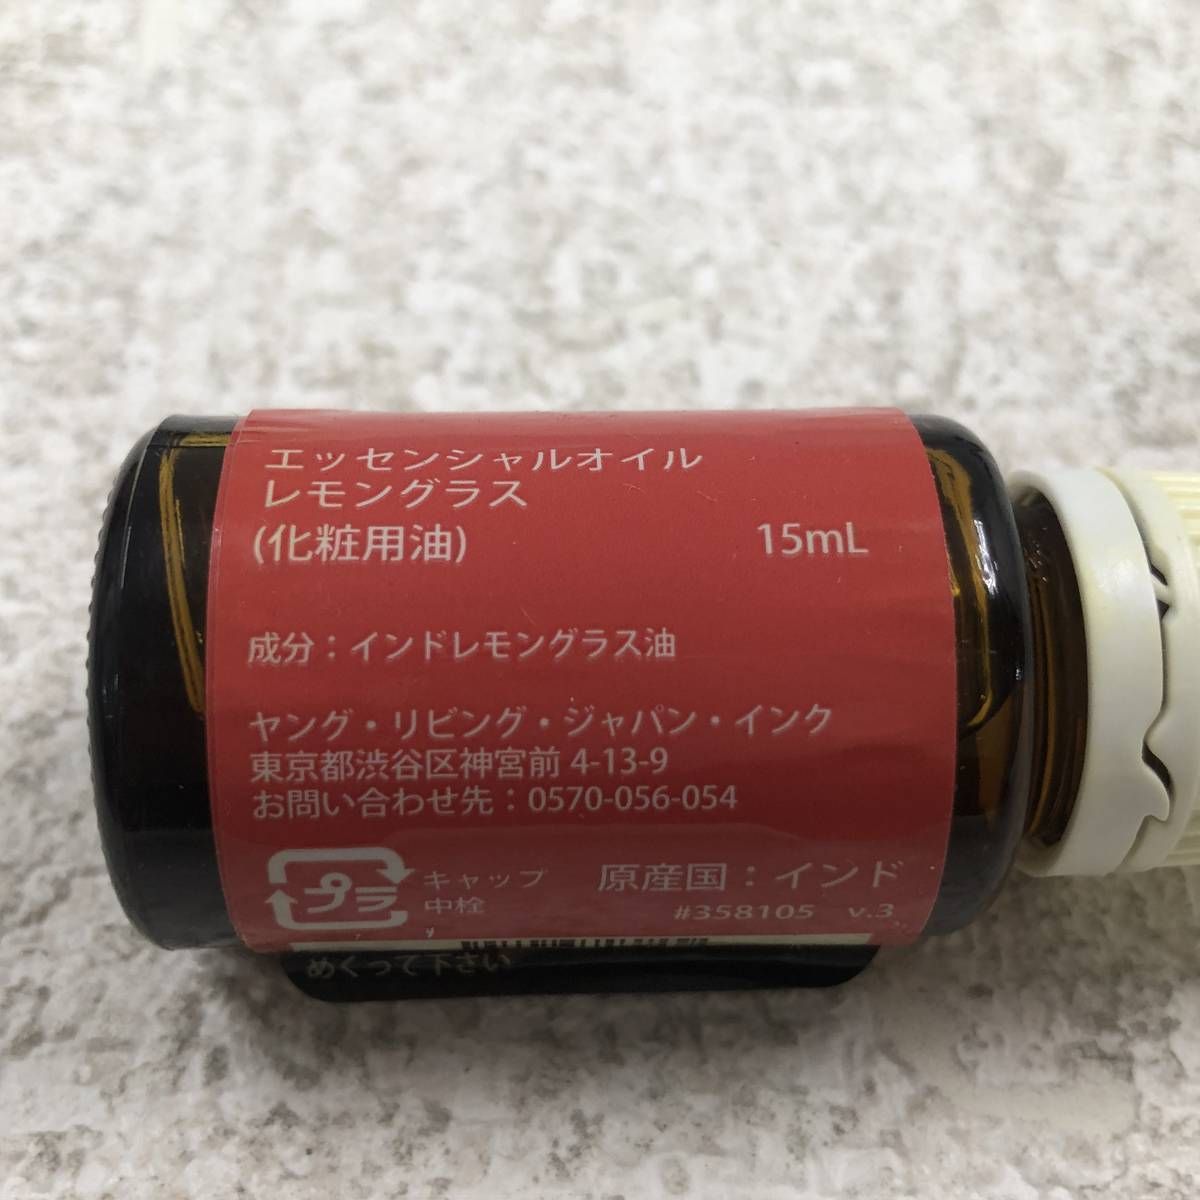 エッセンシャルオイル
レモングラス
(化粧用油) 15mL
成分：インドレモングラス油
ヤング・リビング・ジャパン・インク
東京都渋谷区神宮前 4-13-9
お問い合わせ先：0570-056-054
プラ キャップ 原産国：インド
中栓 #358105 v.3
めくって下さい